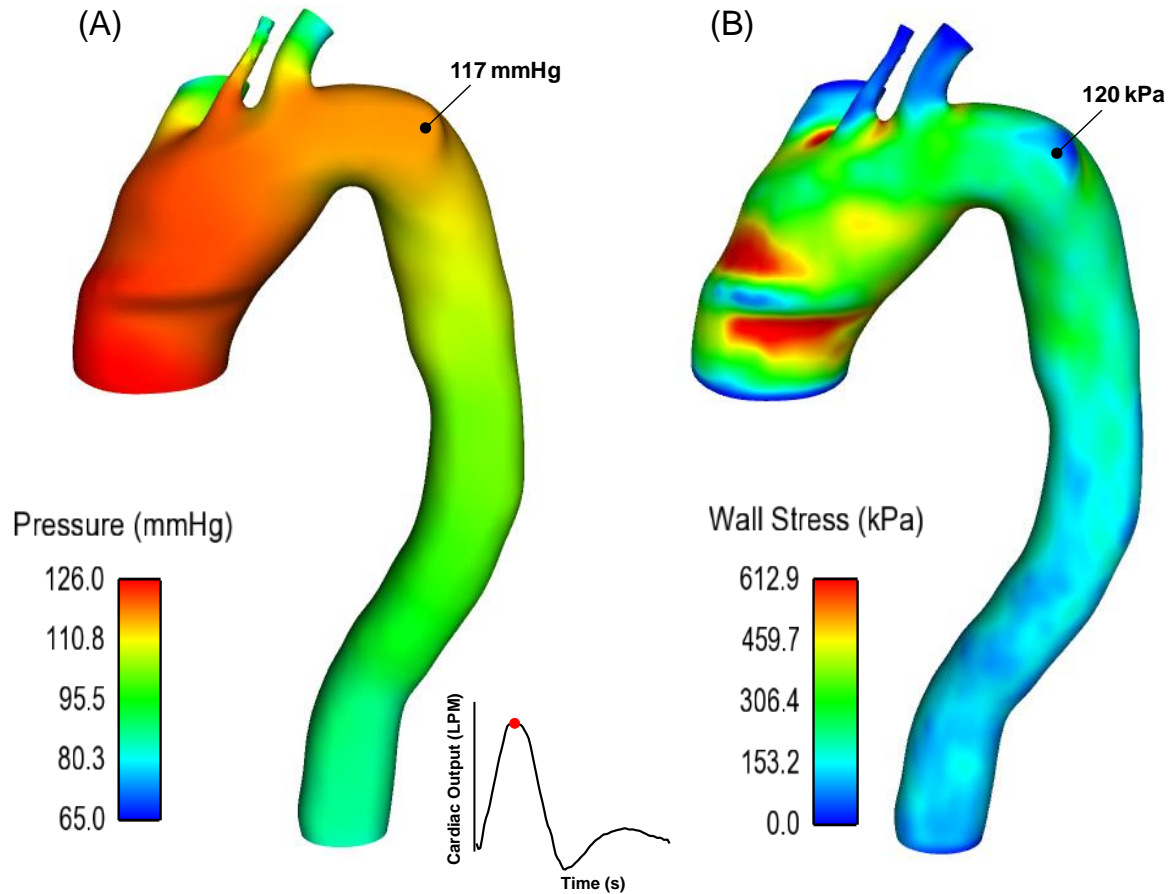 (A)
117 mmHg
Pressure (mmHg)
126.0
110.8
95.5
80.3
65.0
Cardiac Output (LPM)
Time (s)
(B)
120 kPa
Wall Stress (kPa)
612.9
459.7
306.4
153.2
0.0